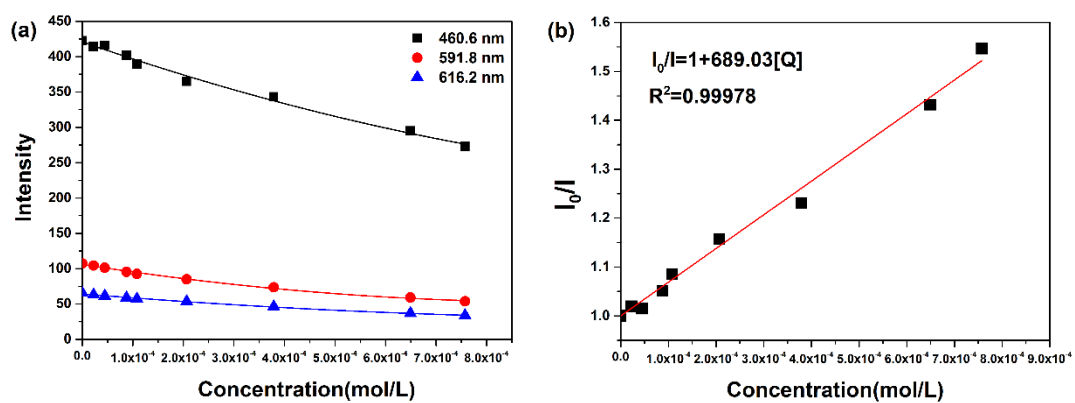 (a)
450
400
350
300
250
200
150
100
50
0
Intensity
460.6 nm
591.8 nm
616.2 nm
0.0 1.0x10⁻⁴ 2.0x10⁻⁴ 3.0x10⁻⁴ 4.0x10⁻⁴ 5.0x10⁻⁴ 6.0x10⁻⁴ 7.0x10⁻⁴ 8.0x10⁻⁴
Concentration(mol/L)
(b)
1.6
1.5
1.4
1.3
1.2
1.1
1.0
I₀/I
I₀/I=1+689.03[Q]
R²=0.99978
0.0 1.0x10⁻⁴ 2.0x10⁻⁴ 3.0x10⁻⁴ 4.0x10⁻⁴ 5.0x10⁻⁴ 6.0x10⁻⁴ 7.0x10⁻⁴ 8.0x10⁻⁴ 9.0x10⁻⁴
Concentration(mol/L)